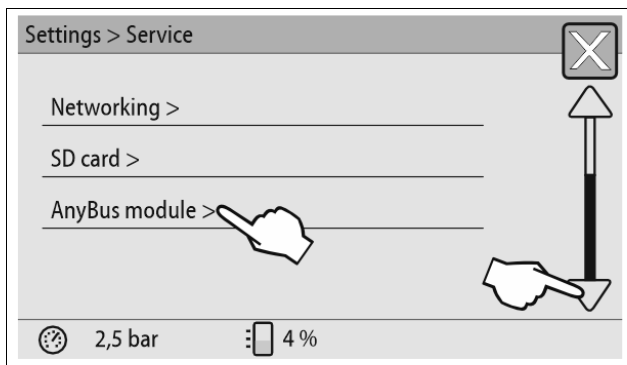 Settings > Service
Networking >
SD card >
AnyBus module >
2,5 bar 4 %